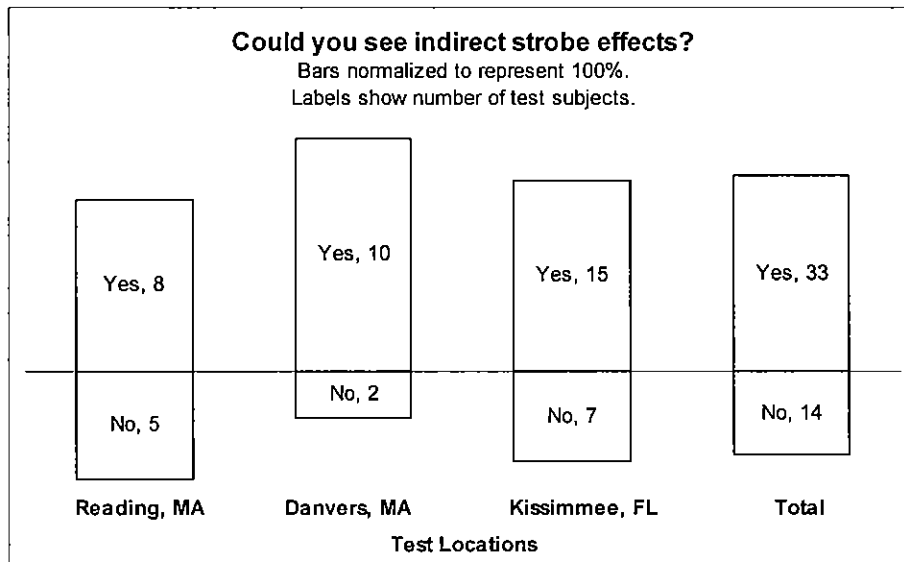 Could you see indirect strobe effects?
Bars normalized to represent 100%.
Labels show number of test subjects.
Yes, 8
Yes, 10
Yes, 15
Yes, 33
No, 5
No, 2
No, 7
No, 14
Reading, MA
Danvers, MA
Kissimmee, FL
Total
Test Locations